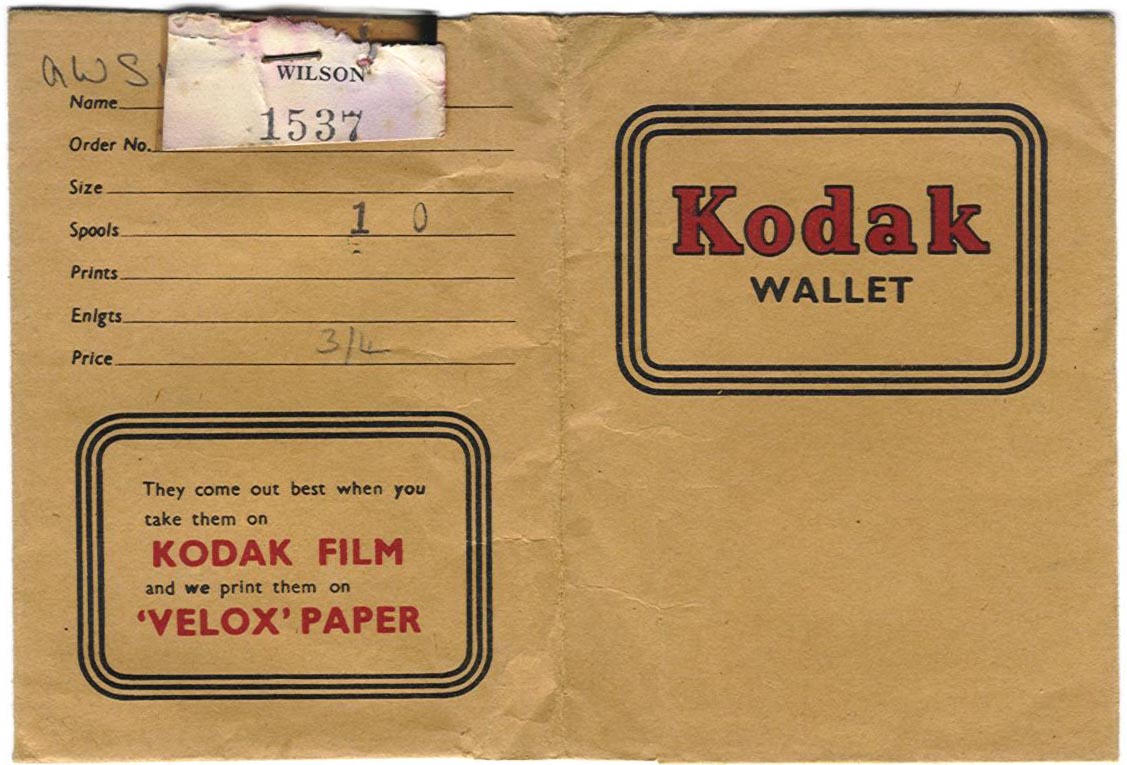 WILSON
1537
Name
Order No.
Size
Spools 1 0
Prints
Enlgts
Price 3/4
They come out best when you
take them on
KODAK FILM
and we print them on
'VELOX' PAPER
Kodak
WALLET